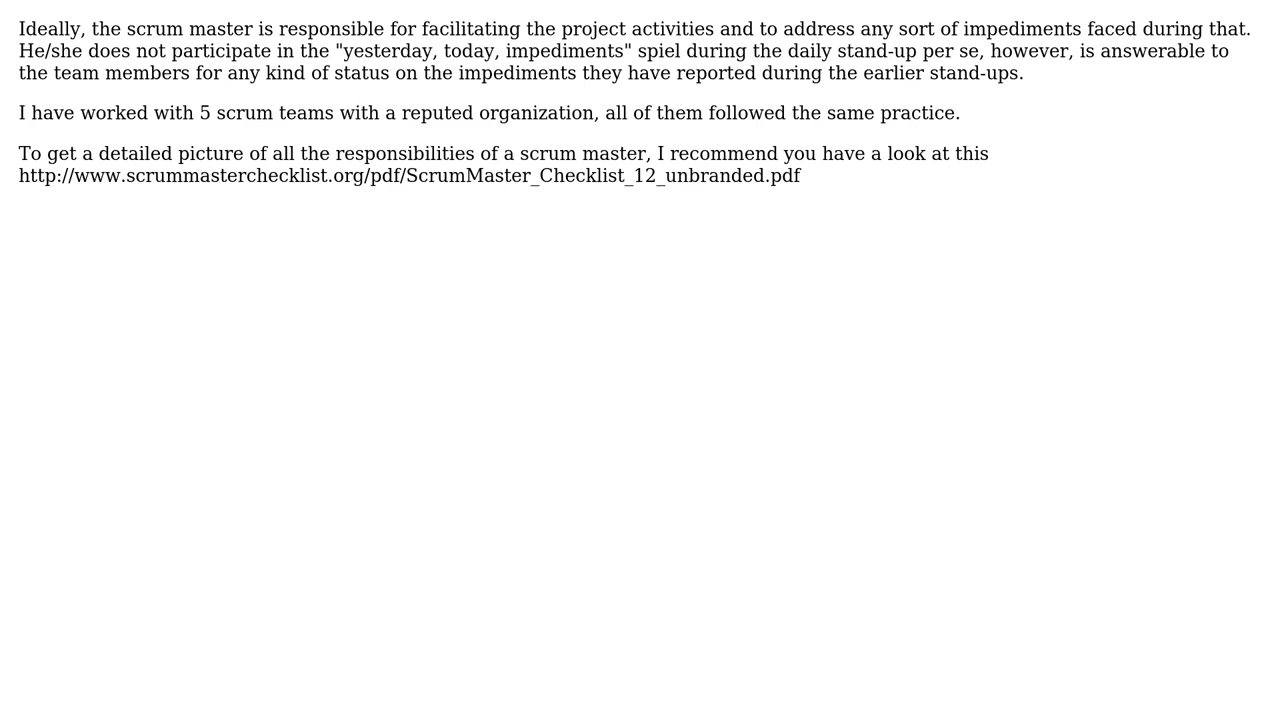 Ideally, the scrum master is responsible for facilitating the project activities and to address any sort of impediments faced during that.
He/she does not participate in the "yesterday, today, impediments" spiel during the daily stand-up per se, however, is answerable to
the team members for any kind of status on the impediments they have reported during the earlier stand-ups.
I have worked with 5 scrum teams with a reputed organization, all of them followed the same practice.
To get a detailed picture of all the responsibilities of a scrum master, I recommend you have a look at this
http://www.scrummasterchecklist.org/pdf/ScrumMaster_Checklist_12_unbranded.pdf